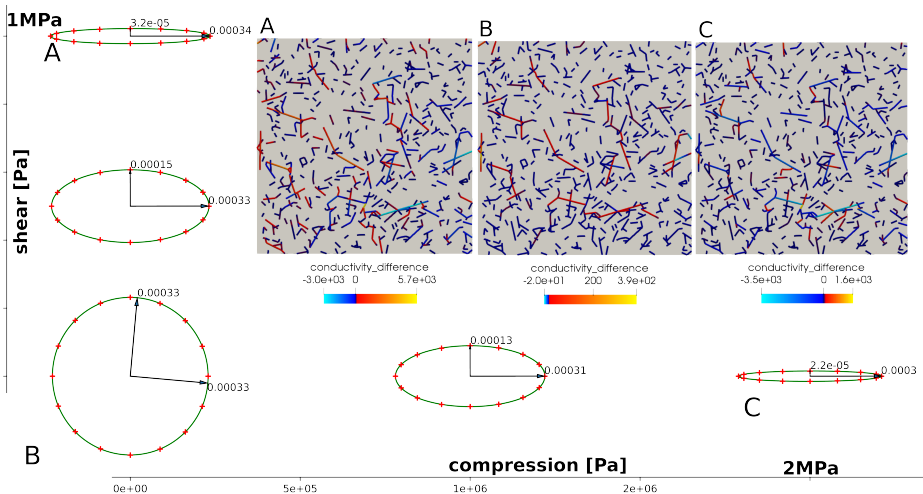 1MPa
A
3.2e-05
0.00034
A
B
C
shear [Pa]
0.00015
0.00033
conductivity_difference
-3.0e+03 0 5.7e+03
conductivity_difference
-2.0e+01 200 3.9e+02
conductivity_difference
-3.5e+03 0 1.6e+03
0.00033
0.00033
B
0.00013
0.00031
2.2e-05
0.0003
C
compression [Pa]
2MPa
0e+00 5e+05 1e+06 2e+06